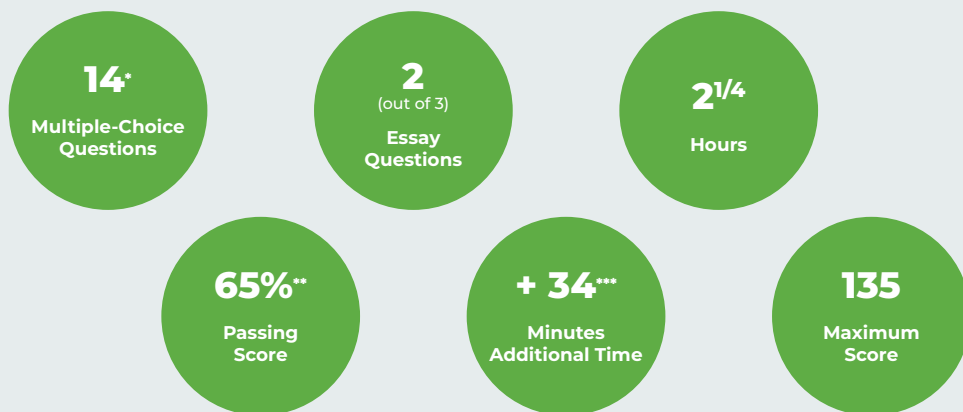 14*
Multiple-Choice
Questions
2
(out of 3)
Essay
Questions
2 1/4
Hours
65%**
Passing
Score
+ 34***
Minutes
Additional Time
135
Maximum
Score